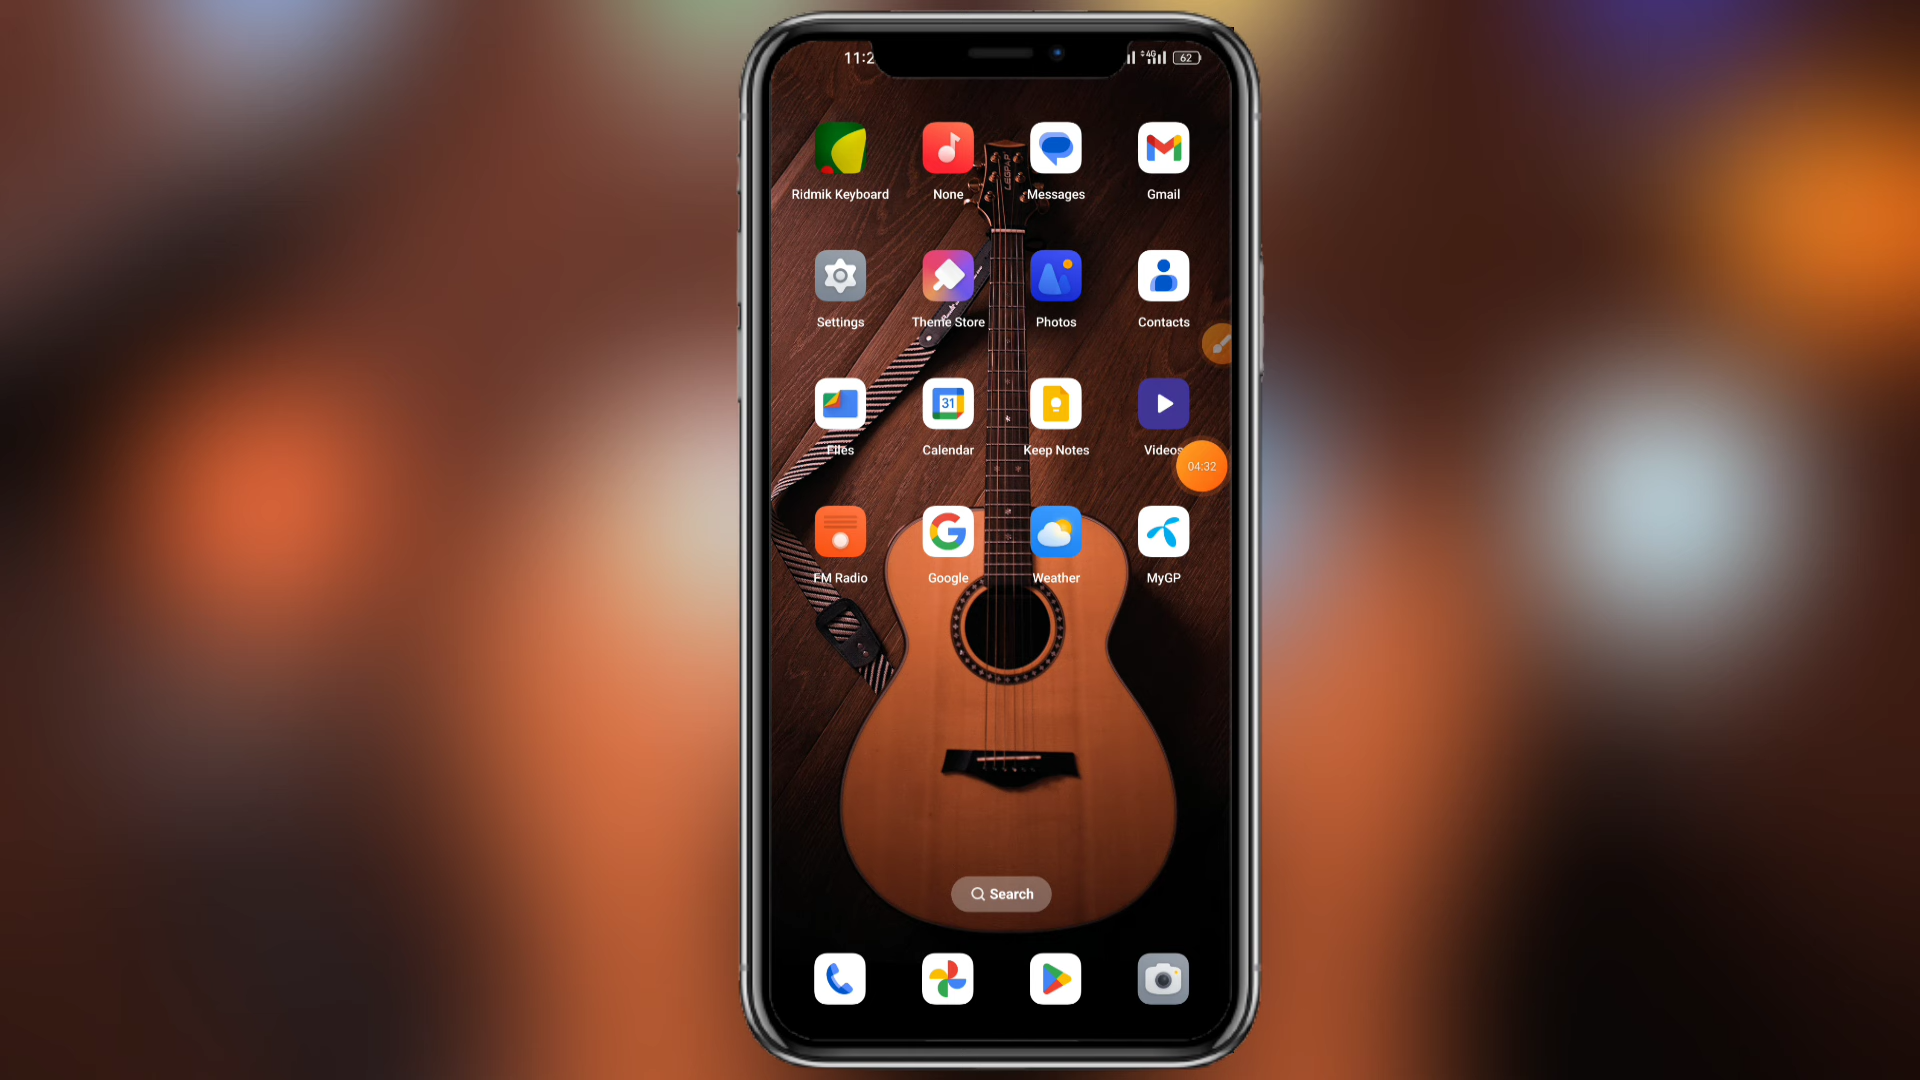 11:2
4G
62
Ridmik Keyboard
None
Messages
Gmail
Settings
Theme Store
Photos
Contacts
31
Files
Calendar
Keep Notes
Videos
04:32
FM Radio
Google
Weather
MyGP
Search